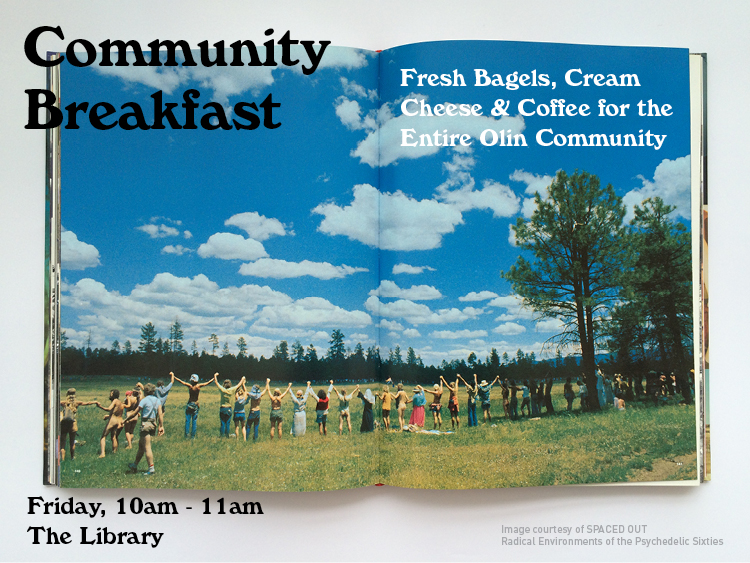 Community
Breakfast
Fresh Bagels, Cream
Cheese & Coffee for the
Entire Olin Community
Friday, 10am - 11am
The Library
Image courtesy of SPACED OUT
Radical Environments of the Psychedelic Sixties